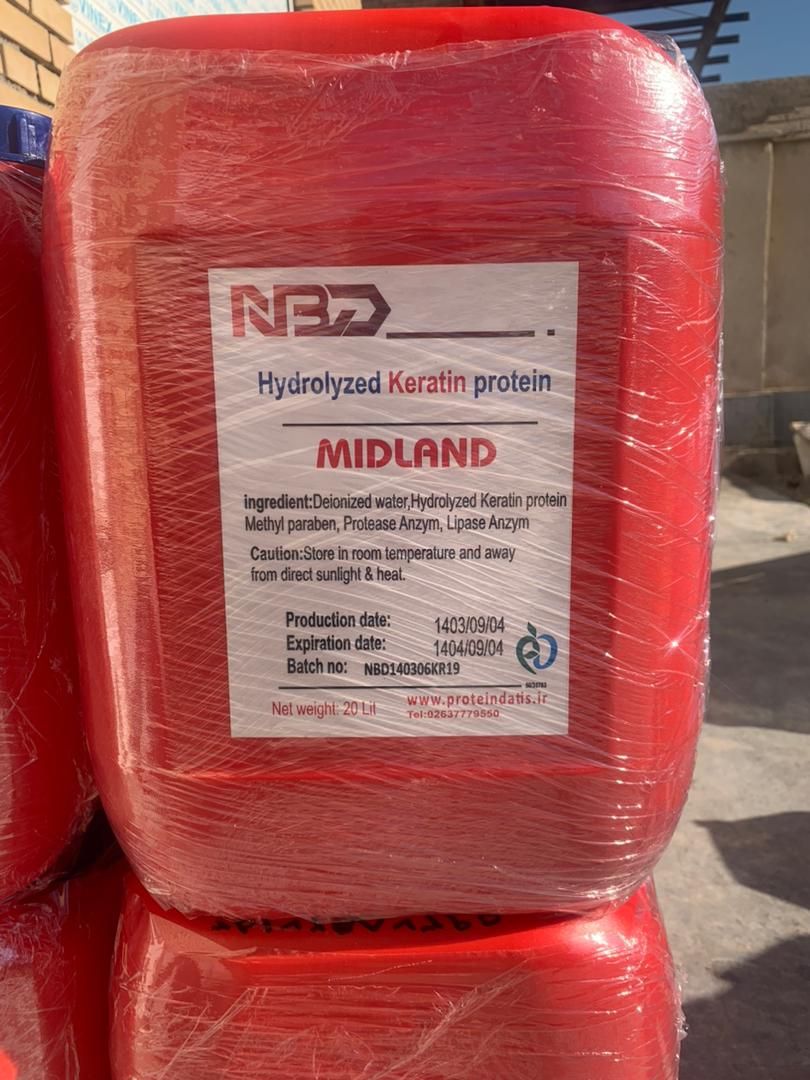 NBD
Hydrolyzed Keratin protein
MIDLAND
ingredient:Deionized water,Hydrolyzed Keratin protein
Methyl paraben, Protease Anzym, Lipase Anzym
Caution:Store in room temperature and away
from direct sunlight & heat.
Production date: 1403/09/04
Expiration date: 1404/09/04
Batch no: NBD140306KR19
Net weight: 20 Lit
www.proteindatis.ir
Tel:02637779550